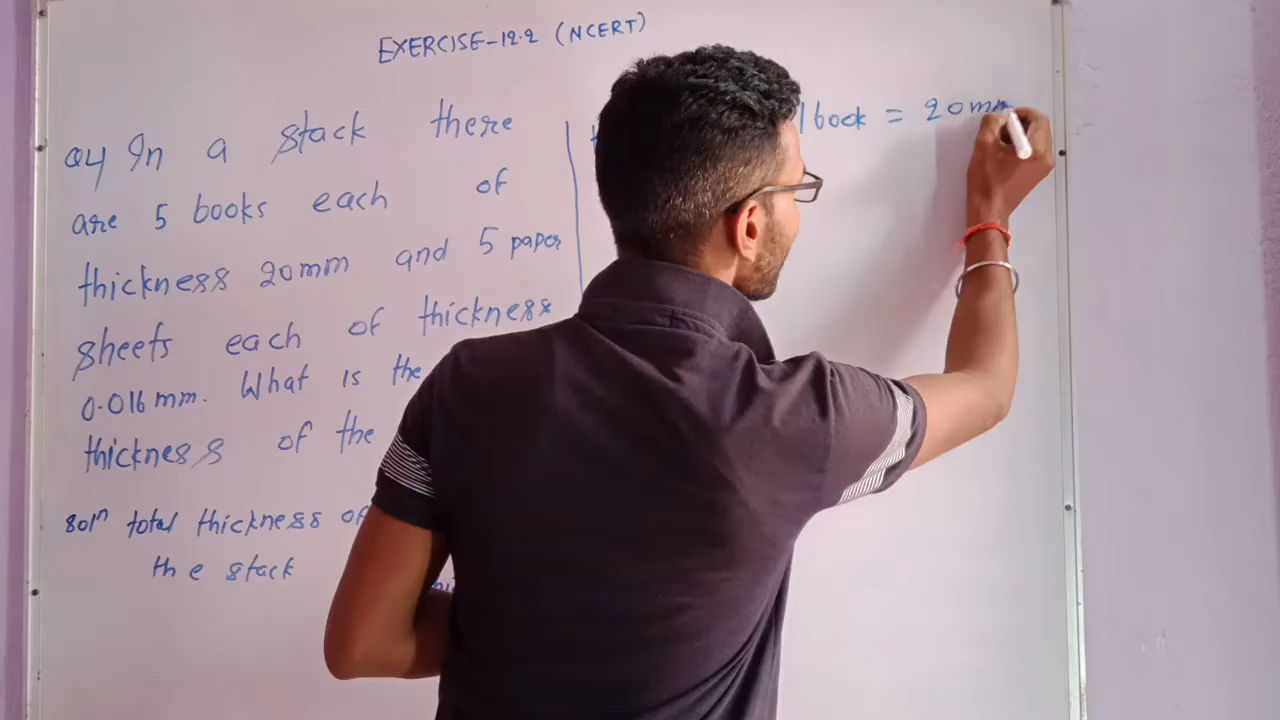 EXERCISE-12.2 (NCERT)
Q4 In a stack there
are 5 books each of
thickness 20mm and 5 paper
sheets each of thickness
0.016 mm. What is the
thickness of the
Solⁿ total thickness of
the stack
1 book = 20mm